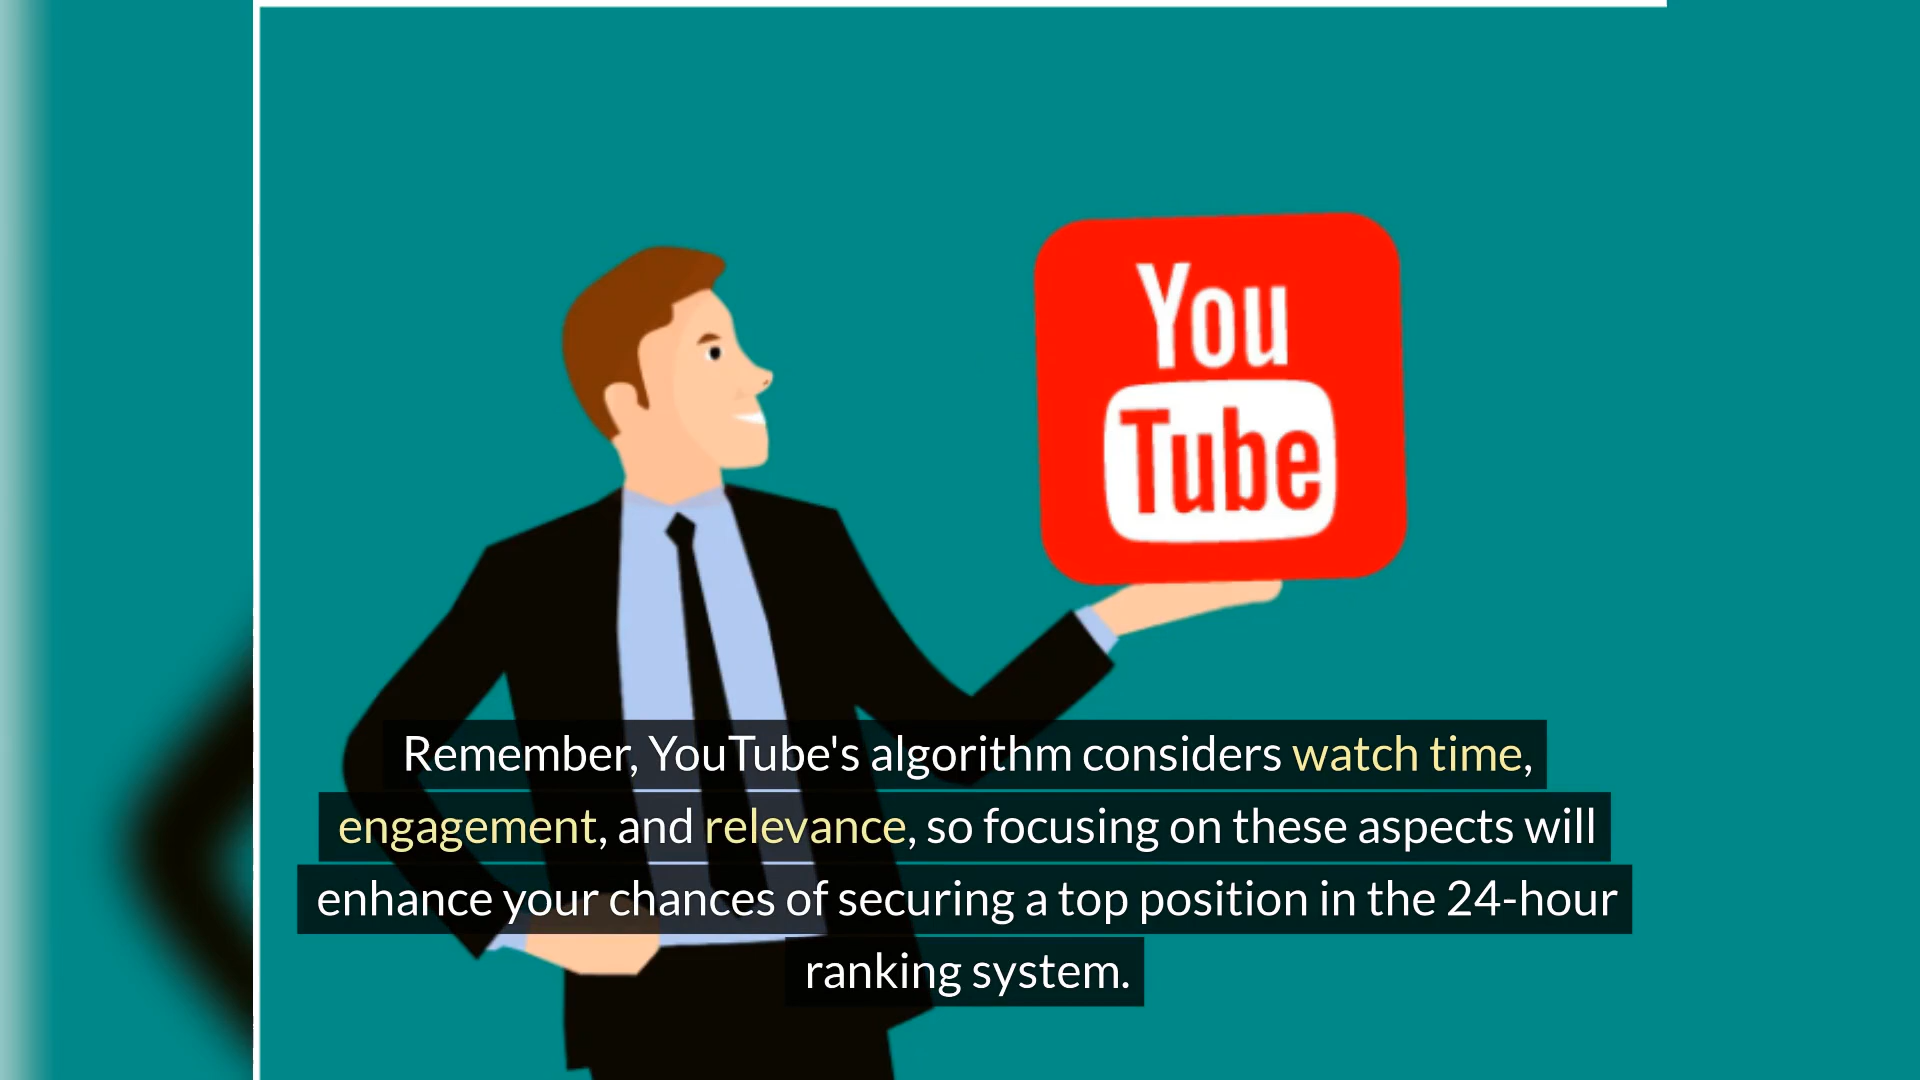 You
Tube
Remember, YouTube's algorithm considers watch time,
engagement, and relevance, so focusing on these aspects will
enhance your chances of securing a top position in the 24-hour
ranking system.